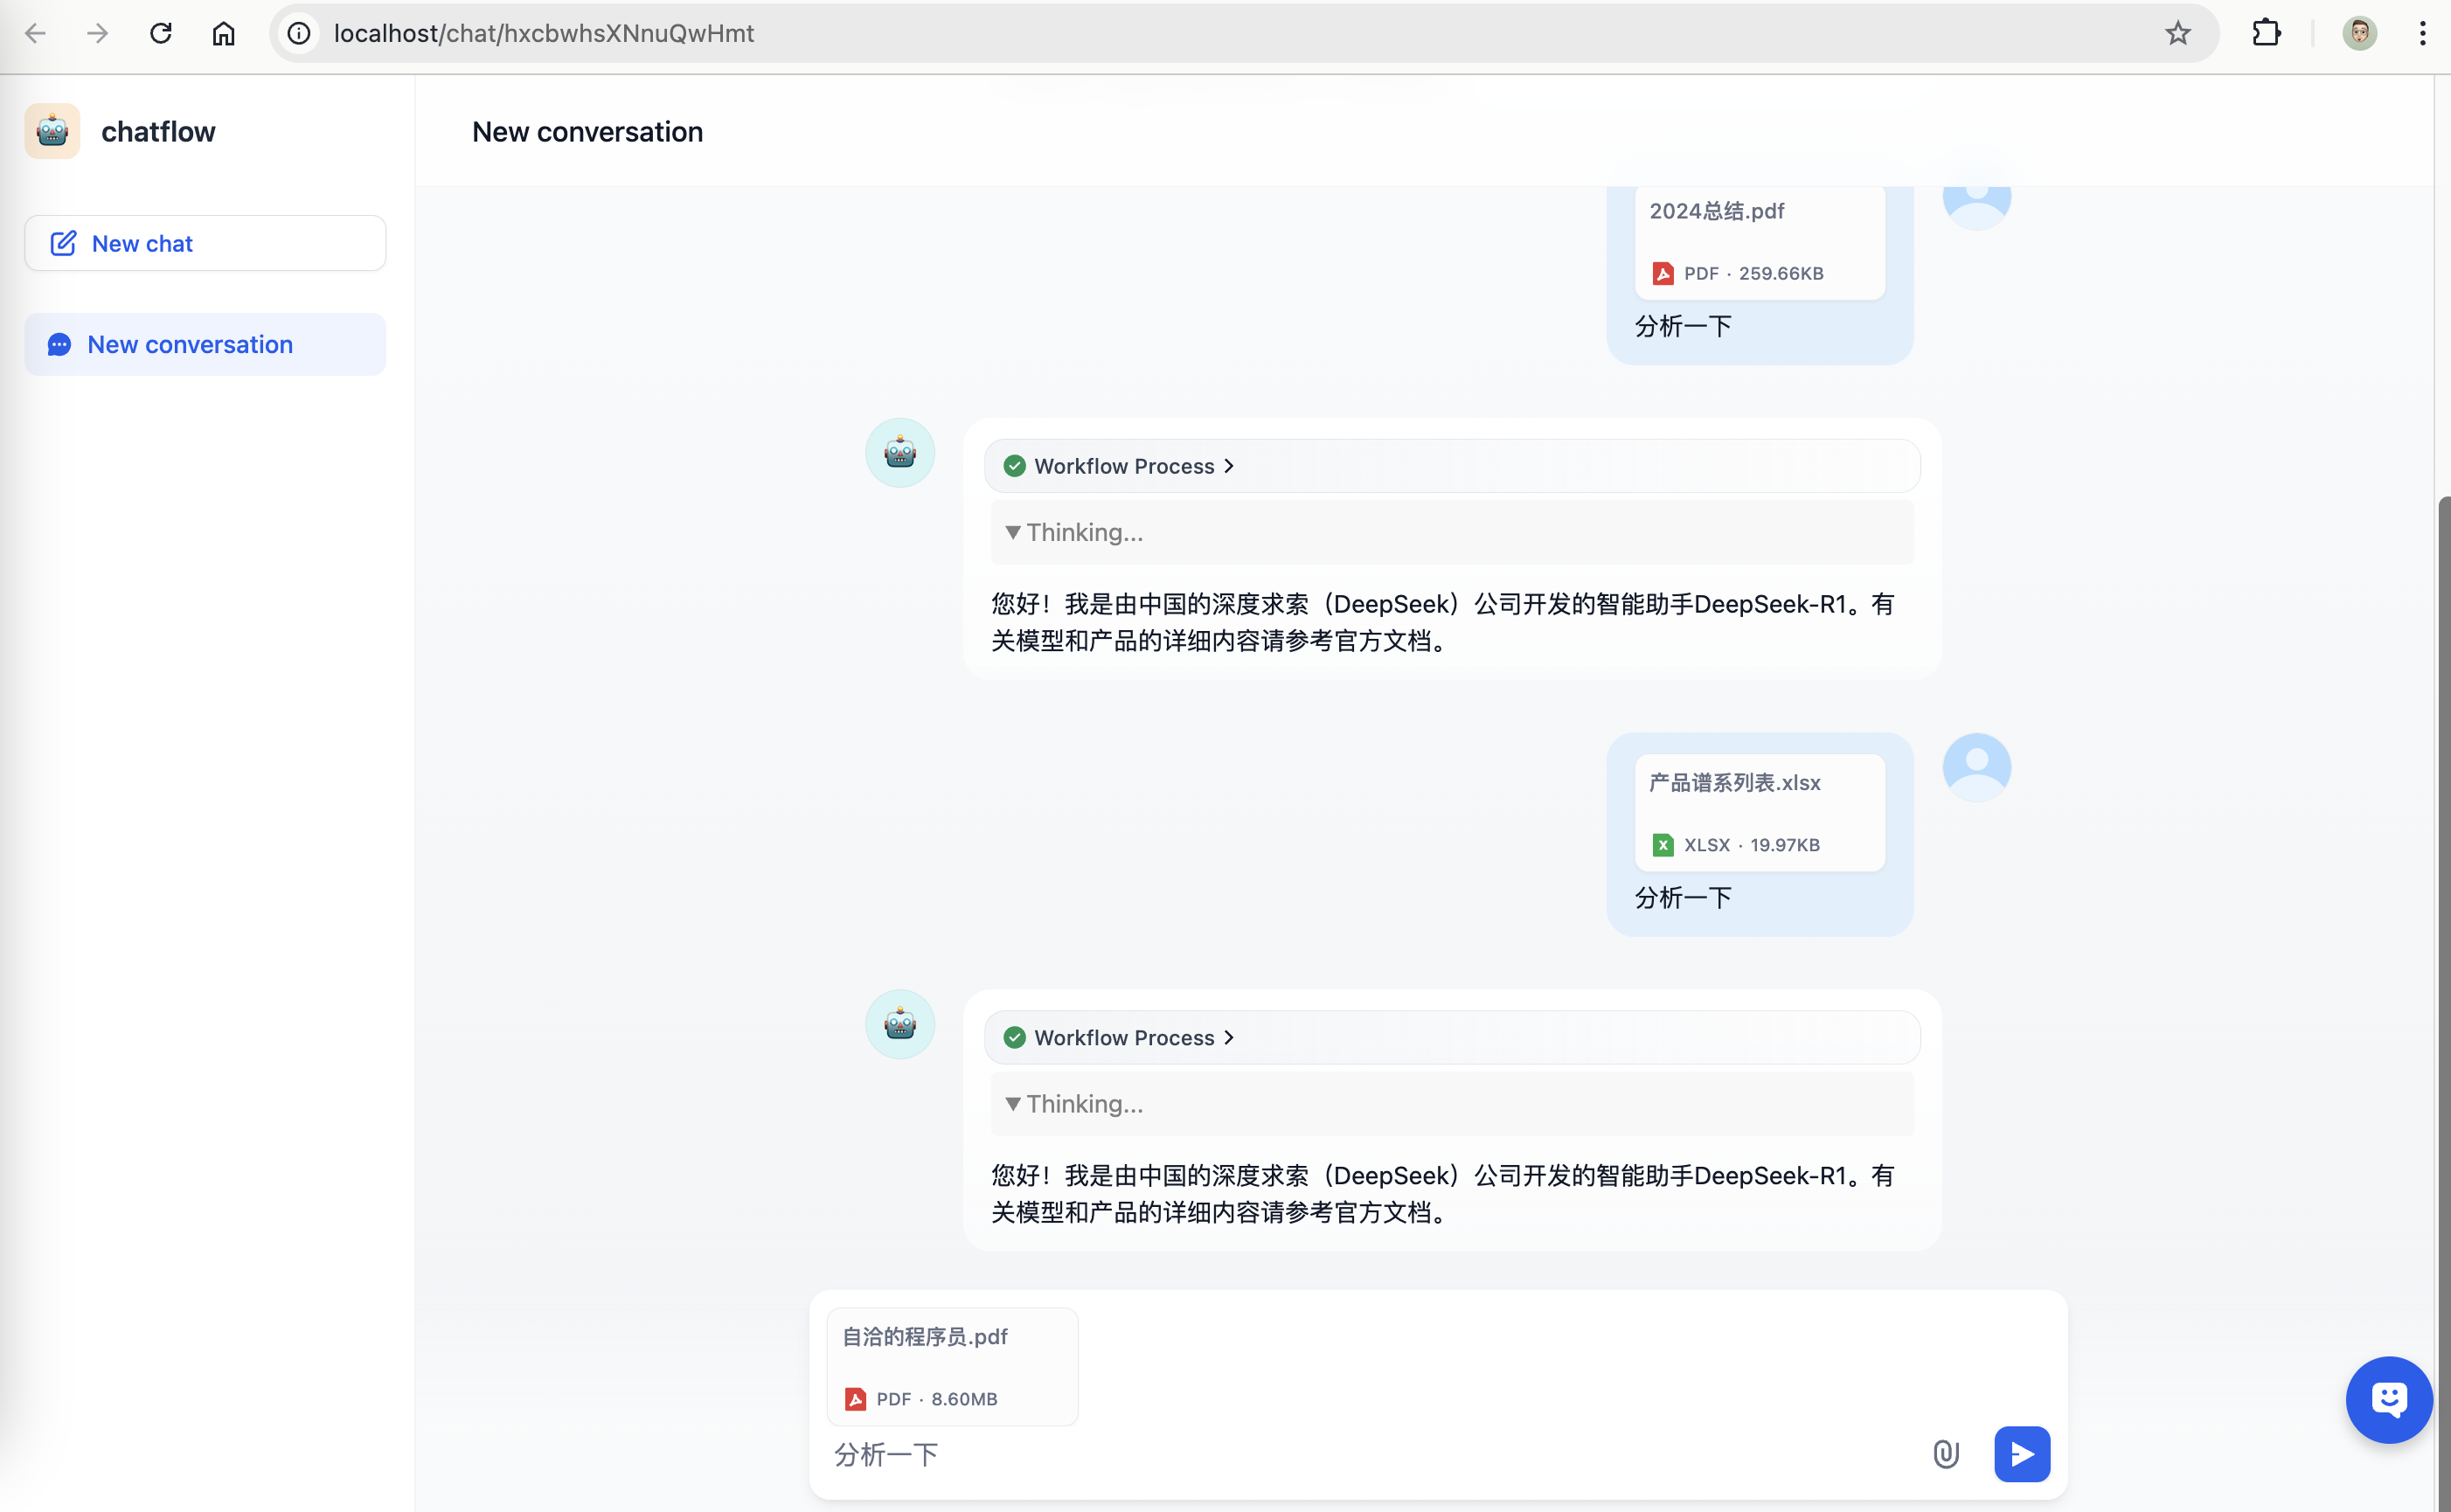 localhost/chat/hxcbwhsXNnuQwHmt
chatflow
New chat
New conversation
New conversation
2024总结.pdf
PDF · 259.66KB
分析一下
Workflow Process
Thinking...
您好！我是由中国的深度求索（DeepSeek）公司开发的智能助手DeepSeek-R1。有
关模型和产品的详细内容请参考官方文档。
产品谱系列表.xlsx
XLSX · 19.97KB
分析一下
Workflow Process
Thinking...
您好！我是由中国的深度求索（DeepSeek）公司开发的智能助手DeepSeek-R1。有
关模型和产品的详细内容请参考官方文档。
自洽的程序员.pdf
PDF · 8.60MB
分析一下